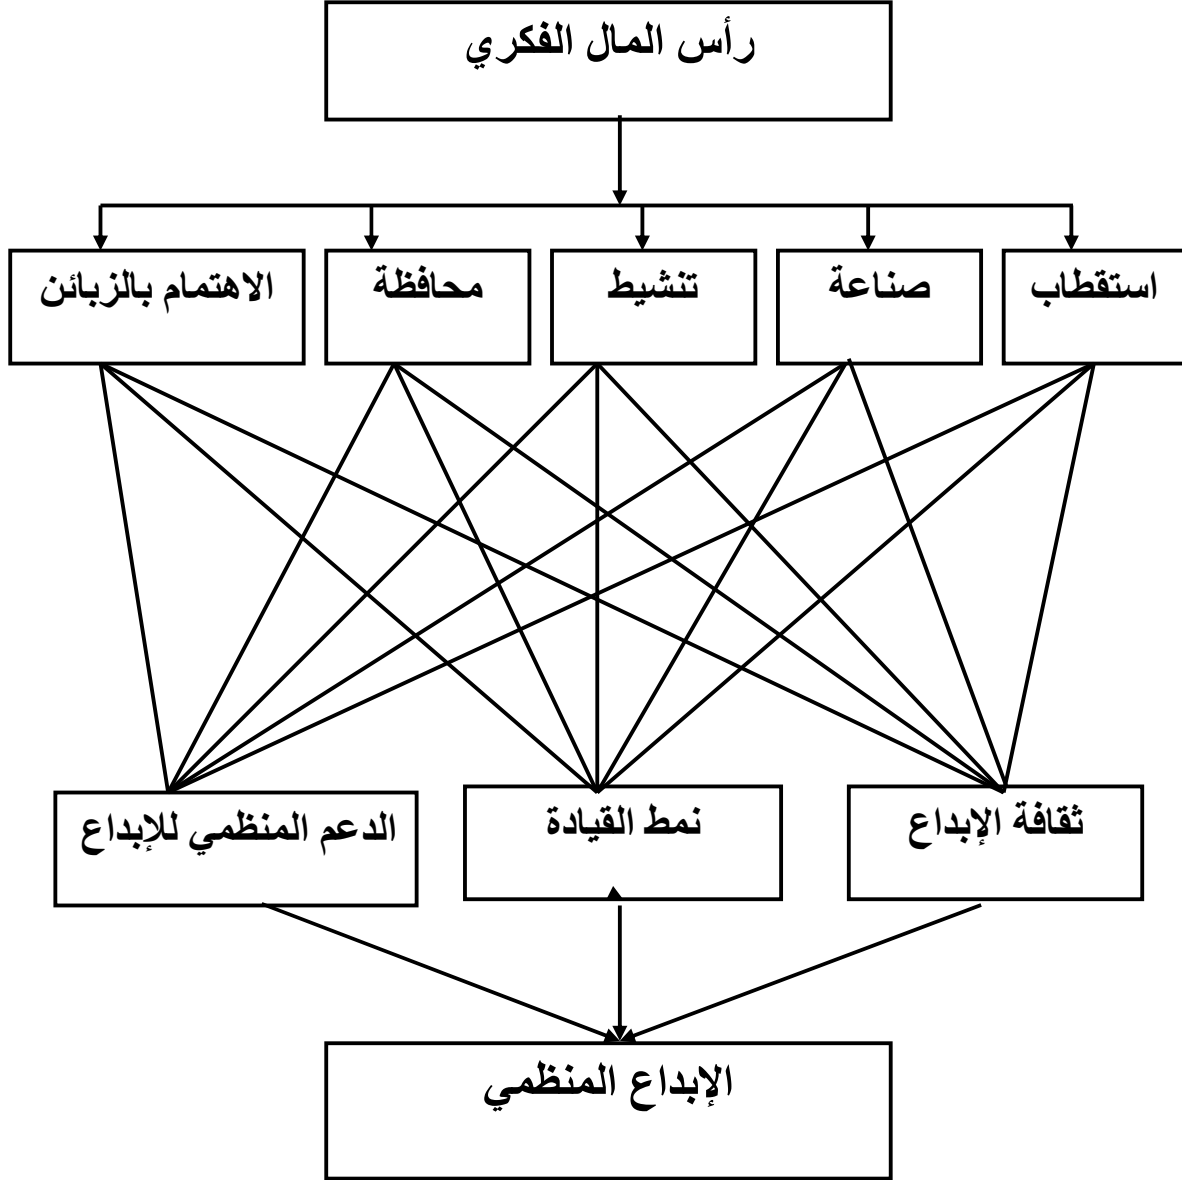 رأس المال الفكري
استقطاب
صناعة
تنشيط
محافظة
الاهتمام بالزبائن
ثقافة الإبداع
نمط القيادة
الدعم المنظمي للإبداع
الإبداع المنظمي